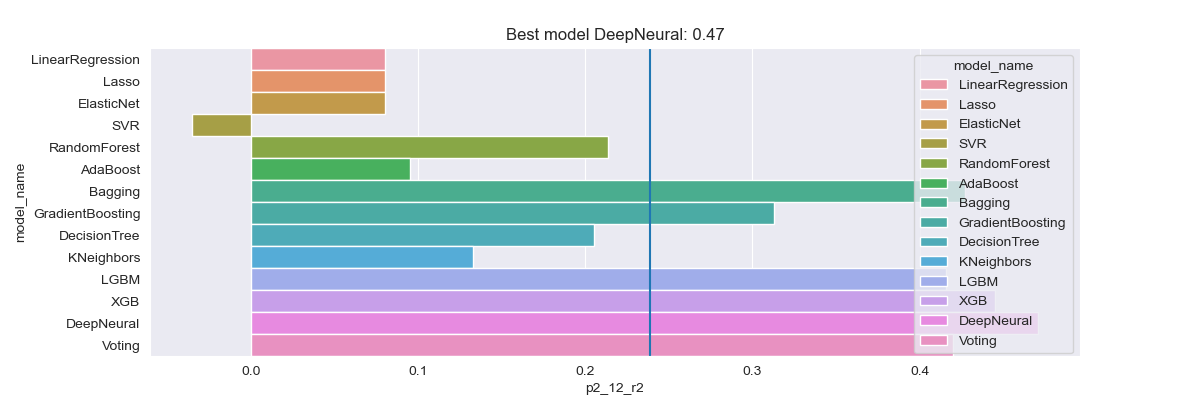 Best model DeepNeural: 0.47
model_name
LinearRegression
Lasso
ElasticNet
SVR
RandomForest
AdaBoost
Bagging
GradientBoosting
DecisionTree
KNeighbors
LGBM
XGB
DeepNeural
Voting
0.0 0.1 0.2 0.3 0.4
p2_12_r2
model_name
LinearRegression
Lasso
ElasticNet
SVR
RandomForest
AdaBoost
Bagging
GradientBoosting
DecisionTree
KNeighbors
LGBM
XGB
DeepNeural
Voting